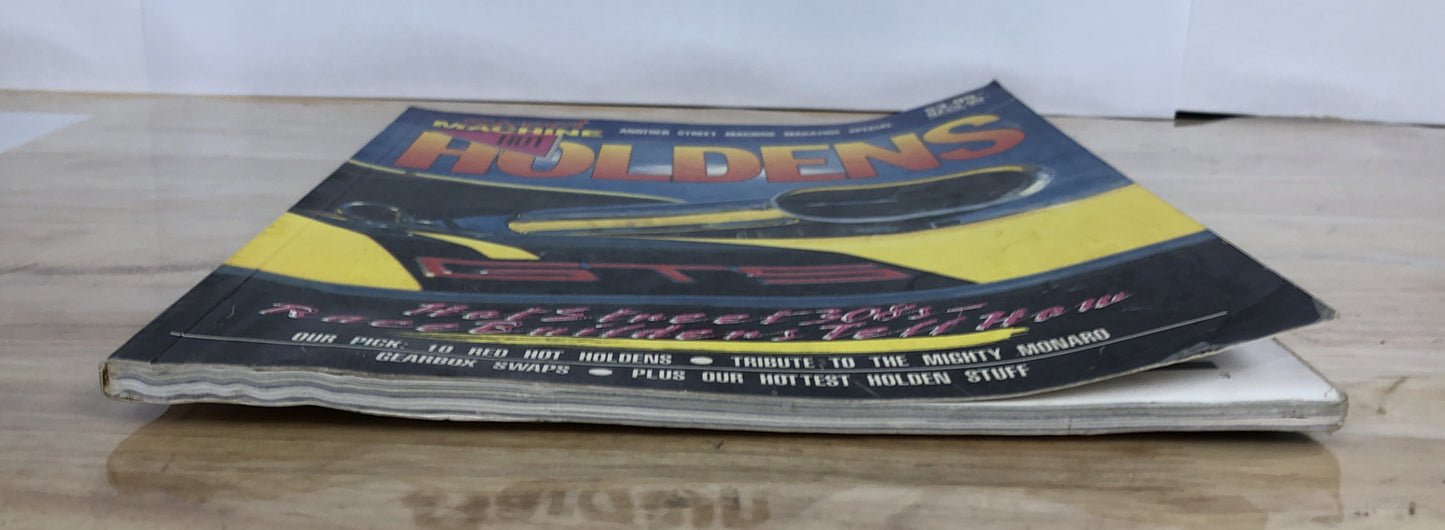 MACHINE
ANOTHER STREET MACHINE MAGAZINE SPECIAL
HOT
HOLDENS
GTS
Hot Street 308s-
Race Builders Tell How
OUR PICK: 10 RED HOT HOLDENS • TRIBUTE TO THE MIGHTY MONARO
GEARBOX SWAPS • PLUS OUR HOTTEST HOLDEN STUFF